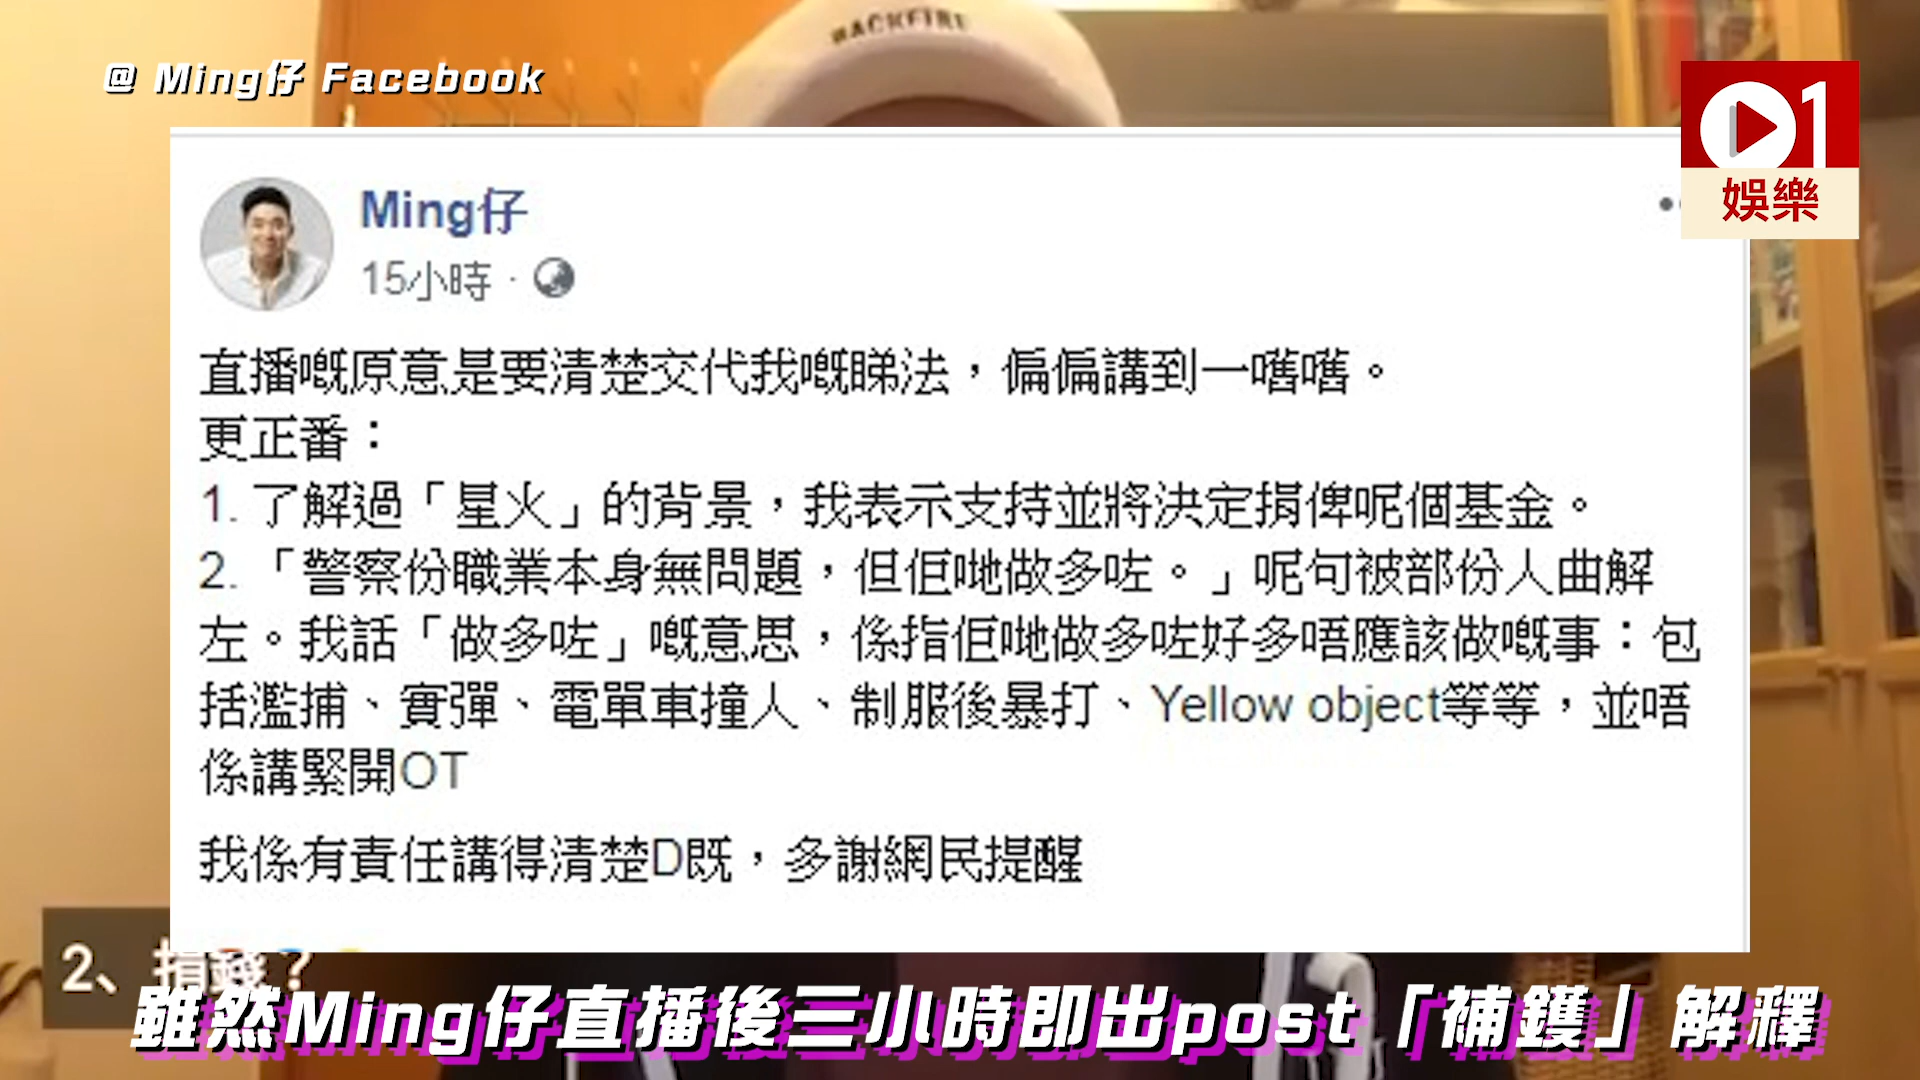 BACKFIRE
@ Ming仔 Facebook
01
娛樂
Ming仔
15小時 ·
直播嘅原意是要清楚交代我嘅睇法，偏偏講到一嚿嚿。
更正番：
1. 了解過「星火」的背景，我表示支持並將決定捐俾呢個基金。
2. 「警察份職業本身無問題，但佢哋做多咗。」呢句被部份人曲解
左。我話「做多咗」嘅意思，係指佢哋做多咗好多唔應該做嘅事：包
括濫捕、實彈、電單車撞人、制服後暴打、Yellow object等等，並唔
係講緊開OT
我係有責任講得清楚D既，多謝網民提醒
2、捐錢？
雖然Ming仔直播後三小時即出post「補鑊」解釋